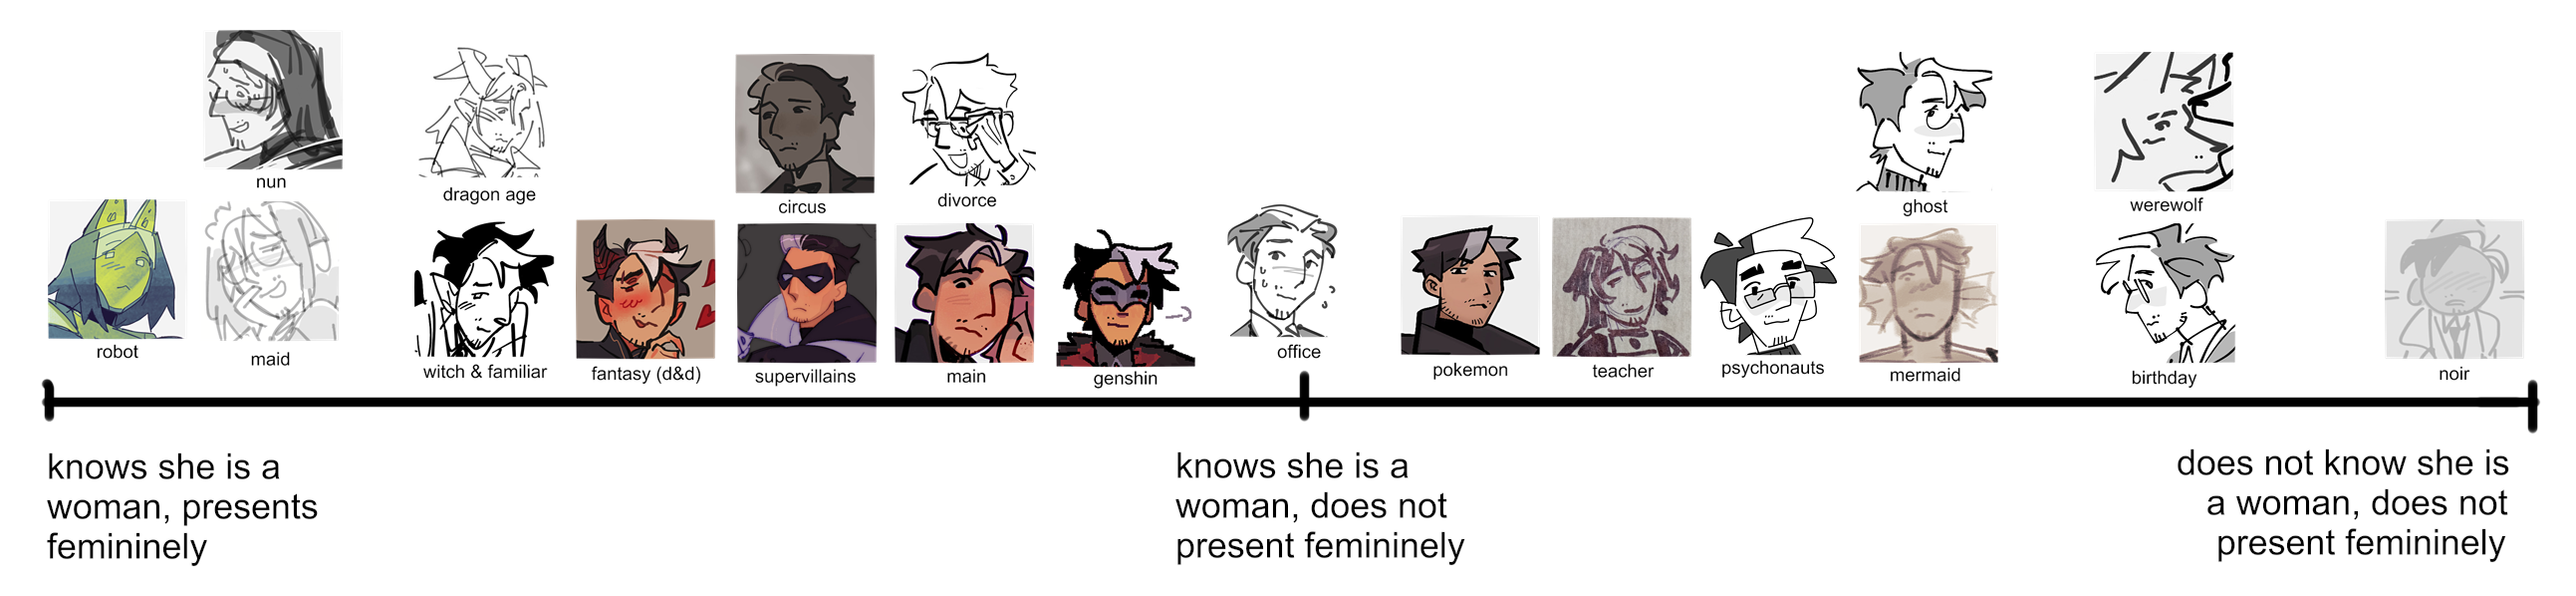 nun
dragon age
circus
divorce
ghost
werewolf
robot
maid
witch & familiar
fantasy (d&d)
supervillains
main
genshin
office
pokemon
teacher
psychonauts
mermaid
birthday
noir
knows she is a
woman, presents
femininely
knows she is a
woman, does not
present femininely
does not know she is
a woman, does not
present femininely